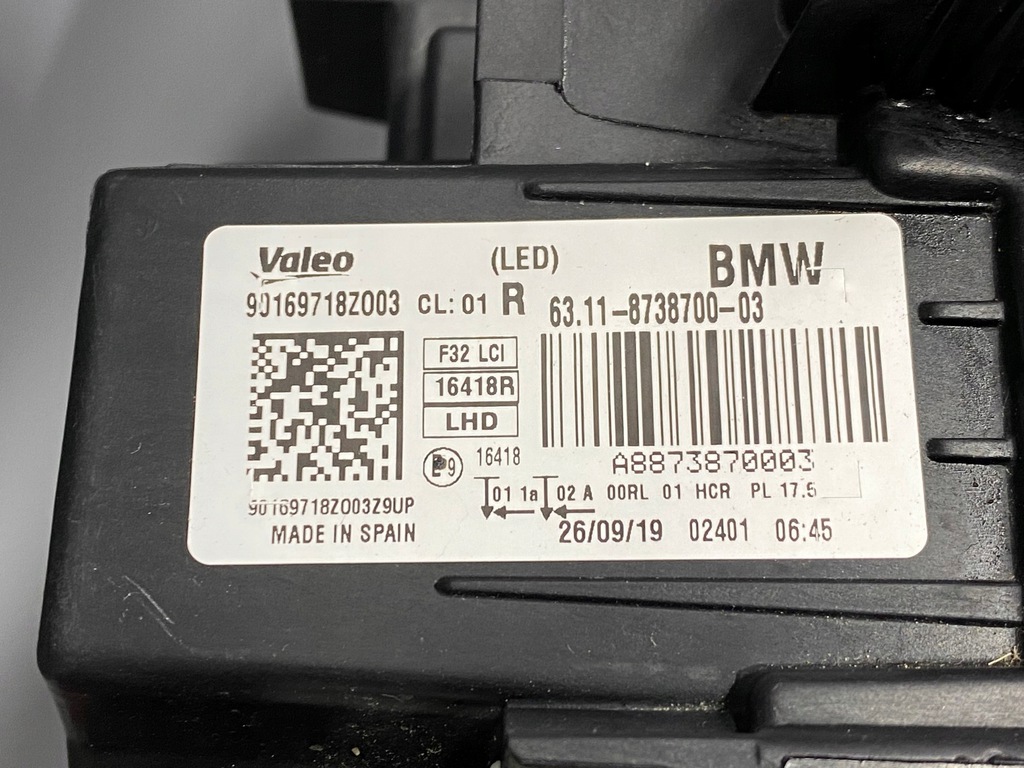 Valeo (LED) BMW
90169718Z003 CL: 01 R 63.11-8738700-03
F32 LCI
16418R
LHD
E9 16418 A8873870003
01 1a 02 A 00RL 01 HCR PL 17.5
90169718Z003Z9UP
MADE IN SPAIN 26/09/19 02401 06:45